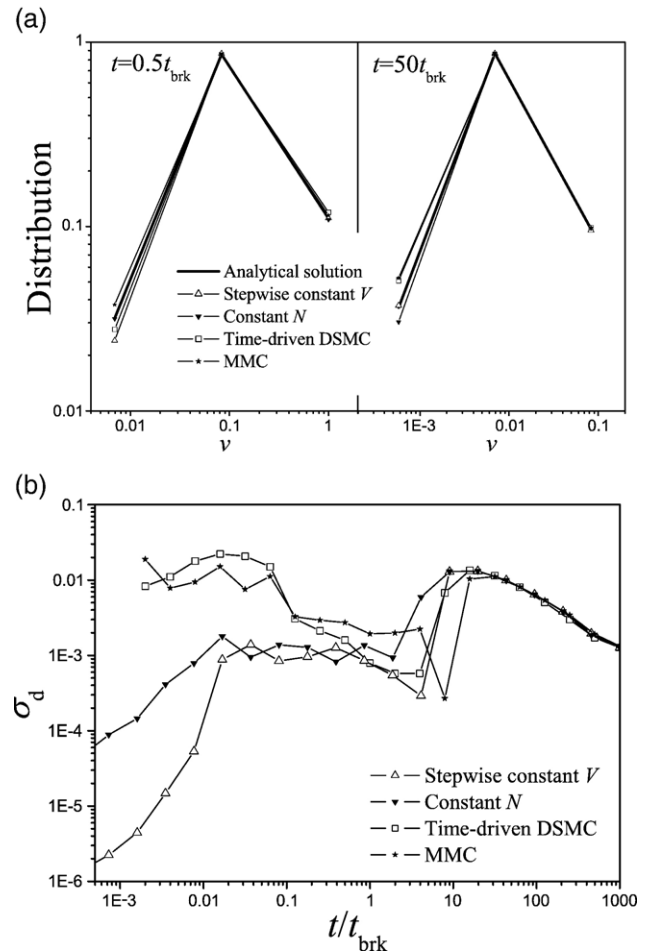 (a)
1
t=0.5t_brk
t=50t_brk
Distribution
0.1
Analytical solution
Stepwise constant V
Constant N
Time-driven DSMC
MMC
0.01
0.01 0.1 1 1E-3 0.01 0.1
v v
(b)
0.1
0.01
1E-3
σ_d
1E-4
1E-5
1E-6
Stepwise constant V
Constant N
Time-driven DSMC
MMC
1E-3 0.01 0.1 1 10 100 1000
t/t_brk